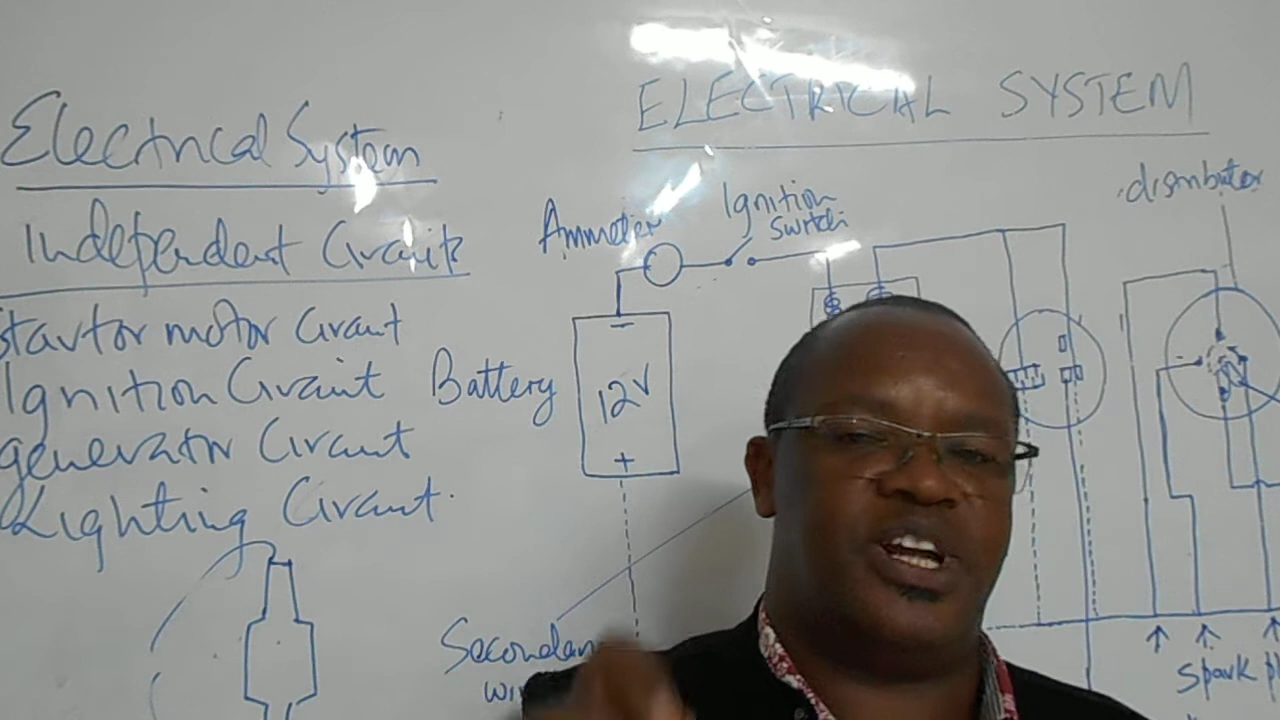 Electrical System
Independent Circuits
Startor motor Circuit
Ignition Circuit
generator Circuit
Lighting Circuit.
ELECTRICAL SYSTEM
Ammeter
Ignition
switch
distributor
Battery
-
12V
+
Secondary
spark